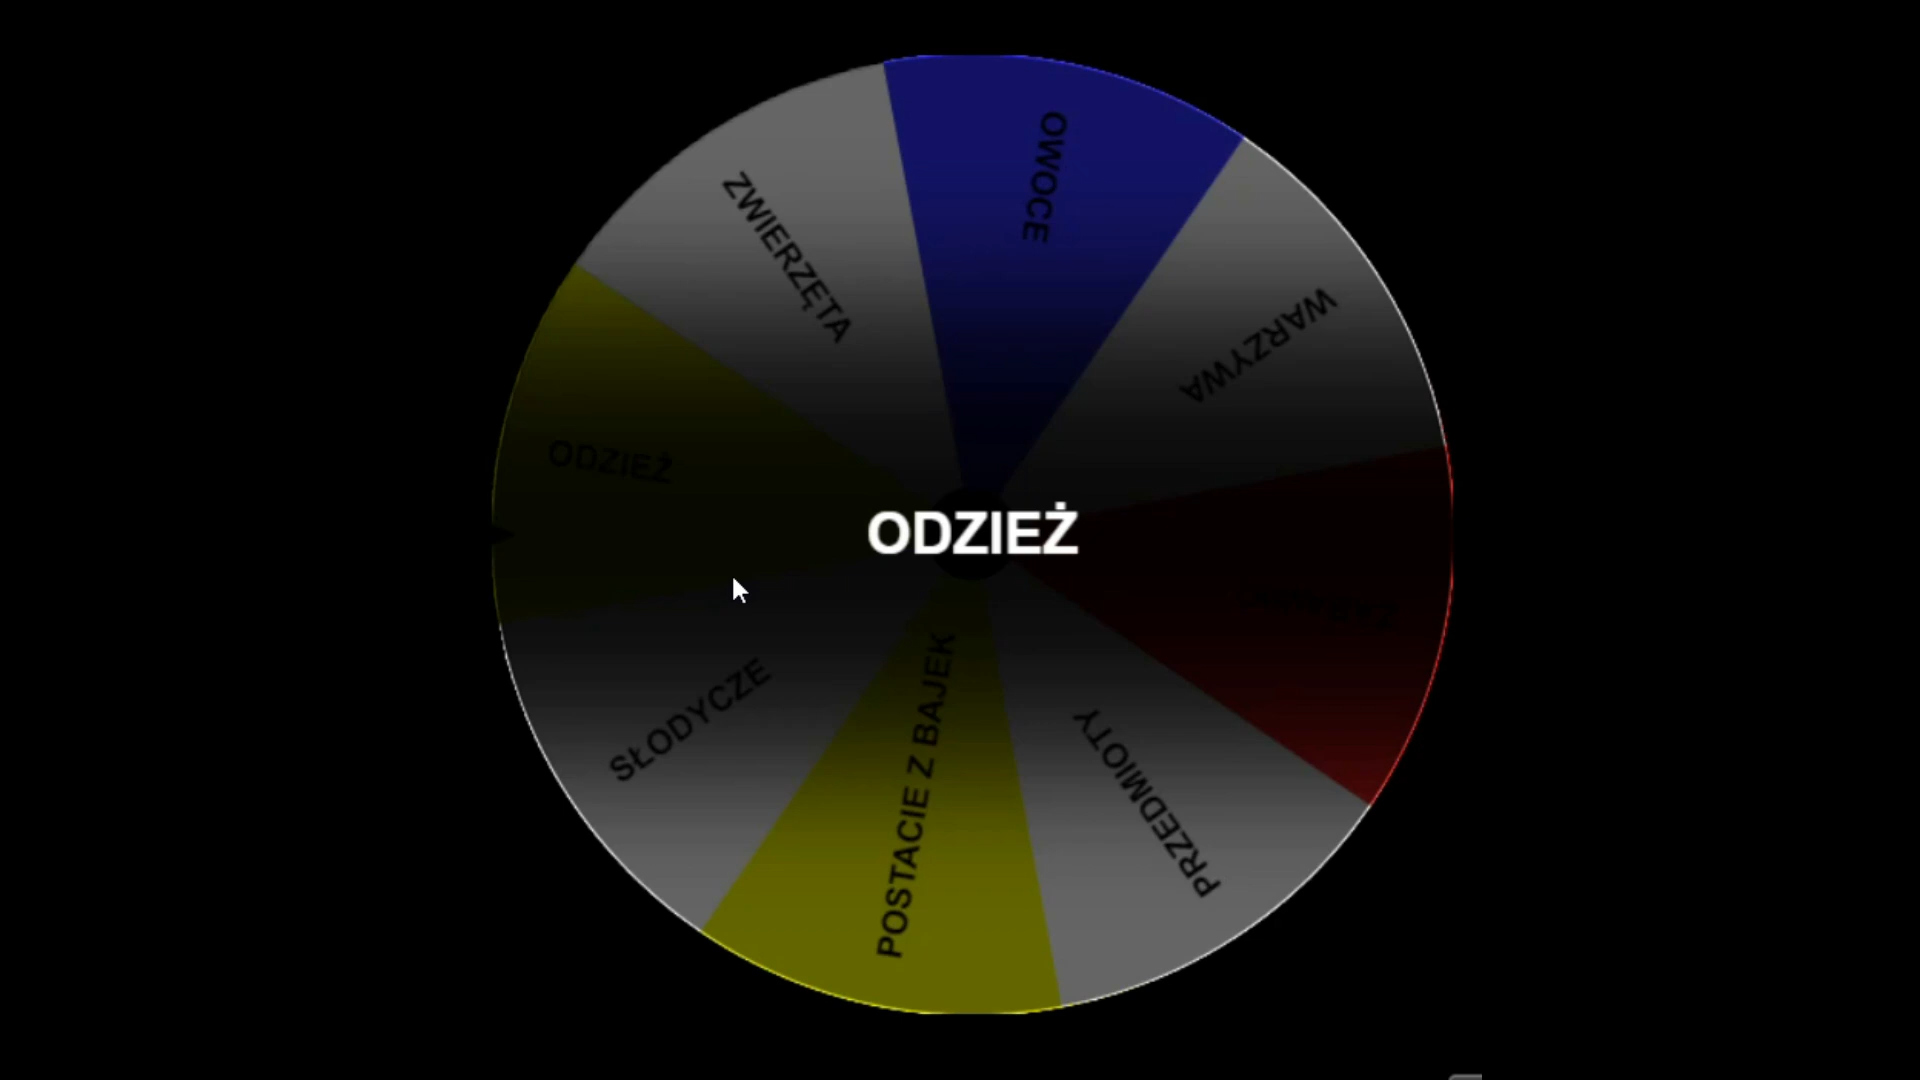 OWOCE
ZWIERZĘTA
WARZYWA
ODZIEŻ
ODZIEŻ
SŁODYCZE
POSTACIE Z BAJEK
PRZEDMIOTY